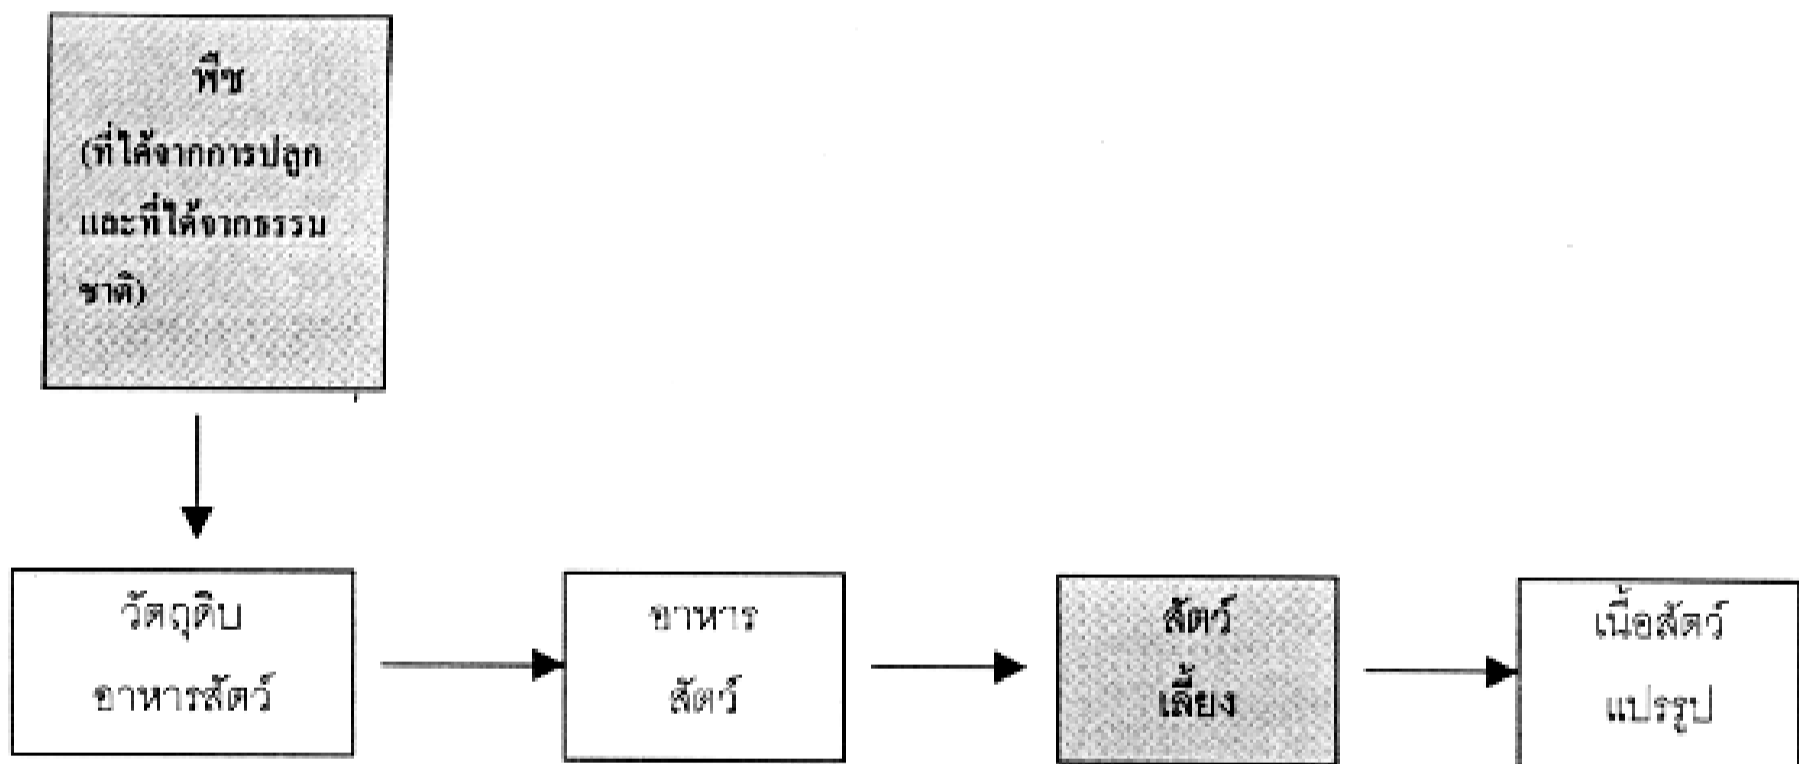 พืช
(ที่ได้จากการปลูก
และที่ได้จากธรรม
ชาติ)
วัตถุดิบ
อาหารสัตว์
อาหาร
สัตว์
สัตว์
เลี้ยง
เนื้อสัตว์
แปรรูป